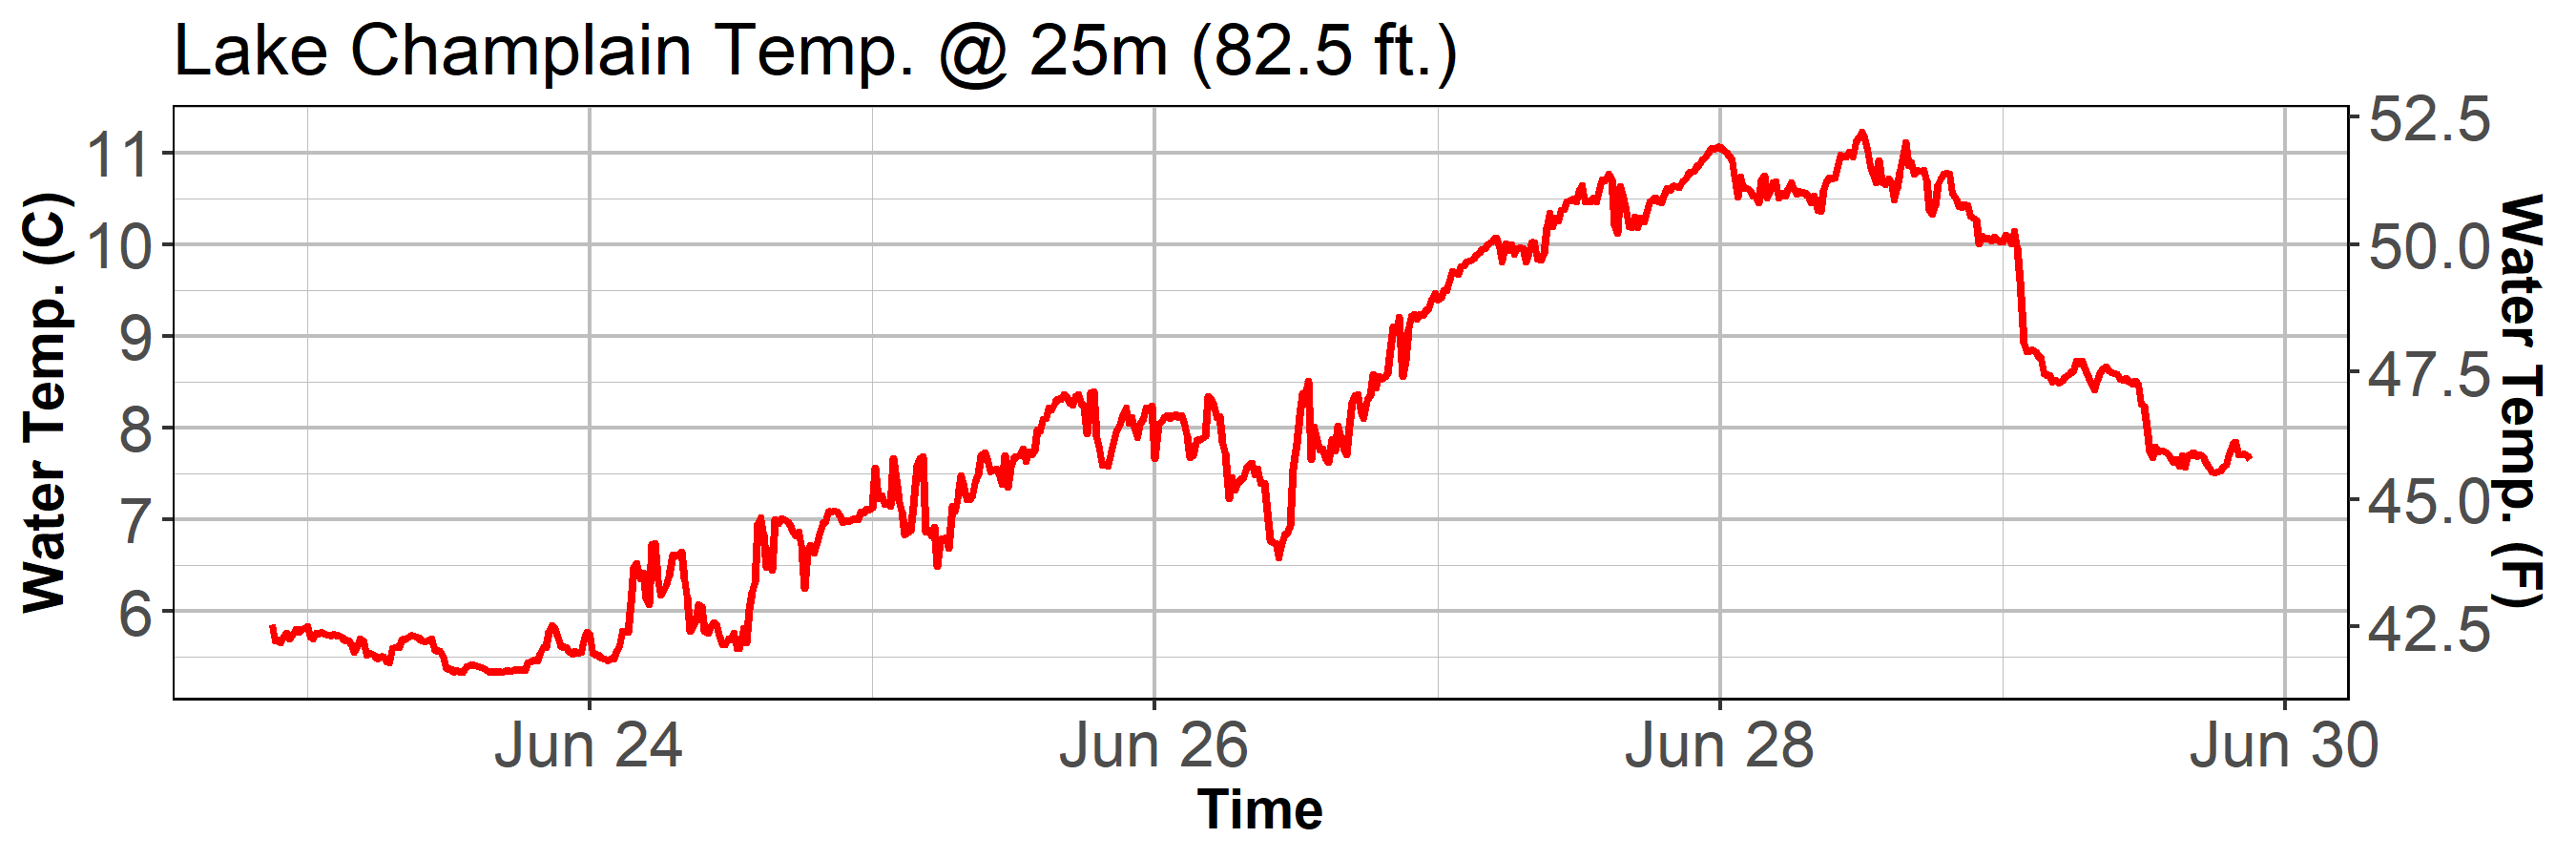 Lake Champlain Temp. @ 25m (82.5 ft.)
Water Temp. (C)
11
10
9
8
7
6
52.5
50.0
47.5
45.0
42.5
Water Temp. (F)
Jun 24
Jun 26
Jun 28
Jun 30
Time